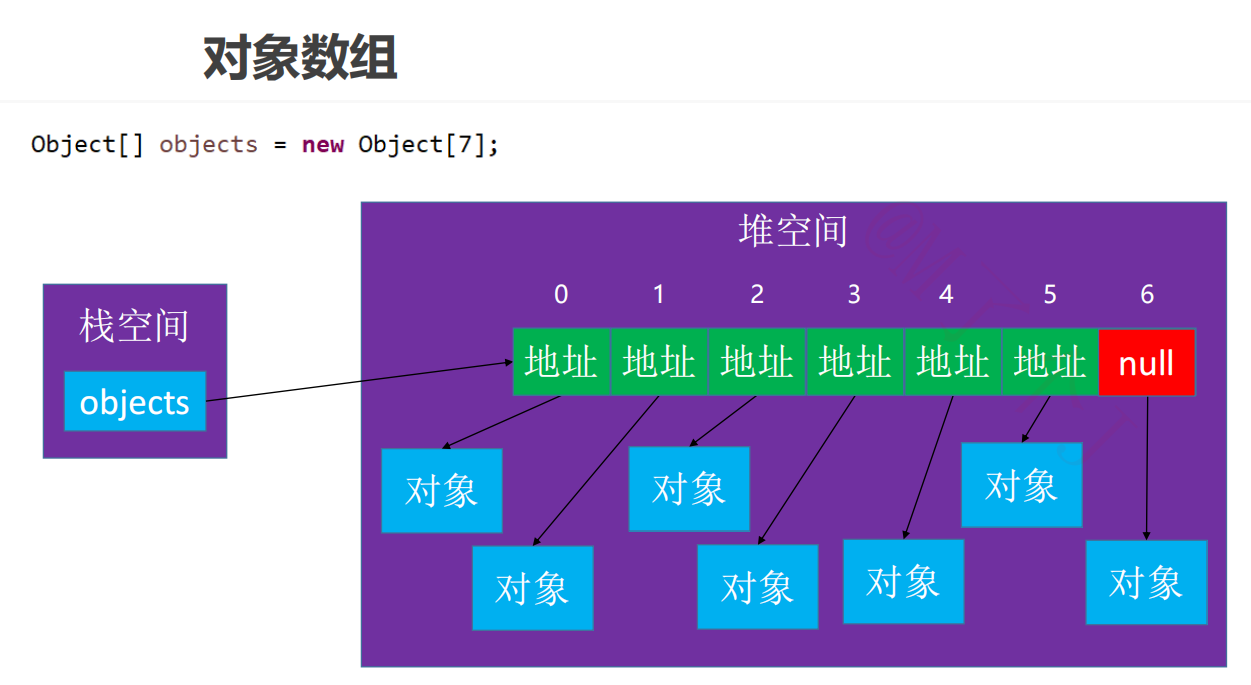 对象数组
Object[] objects = new Object[7];
堆空间
0 1 2 3 4 5 6
栈空间
地址 地址 地址 地址 地址 地址 null
objects
对象 对象 对象
对象 对象 对象 对象